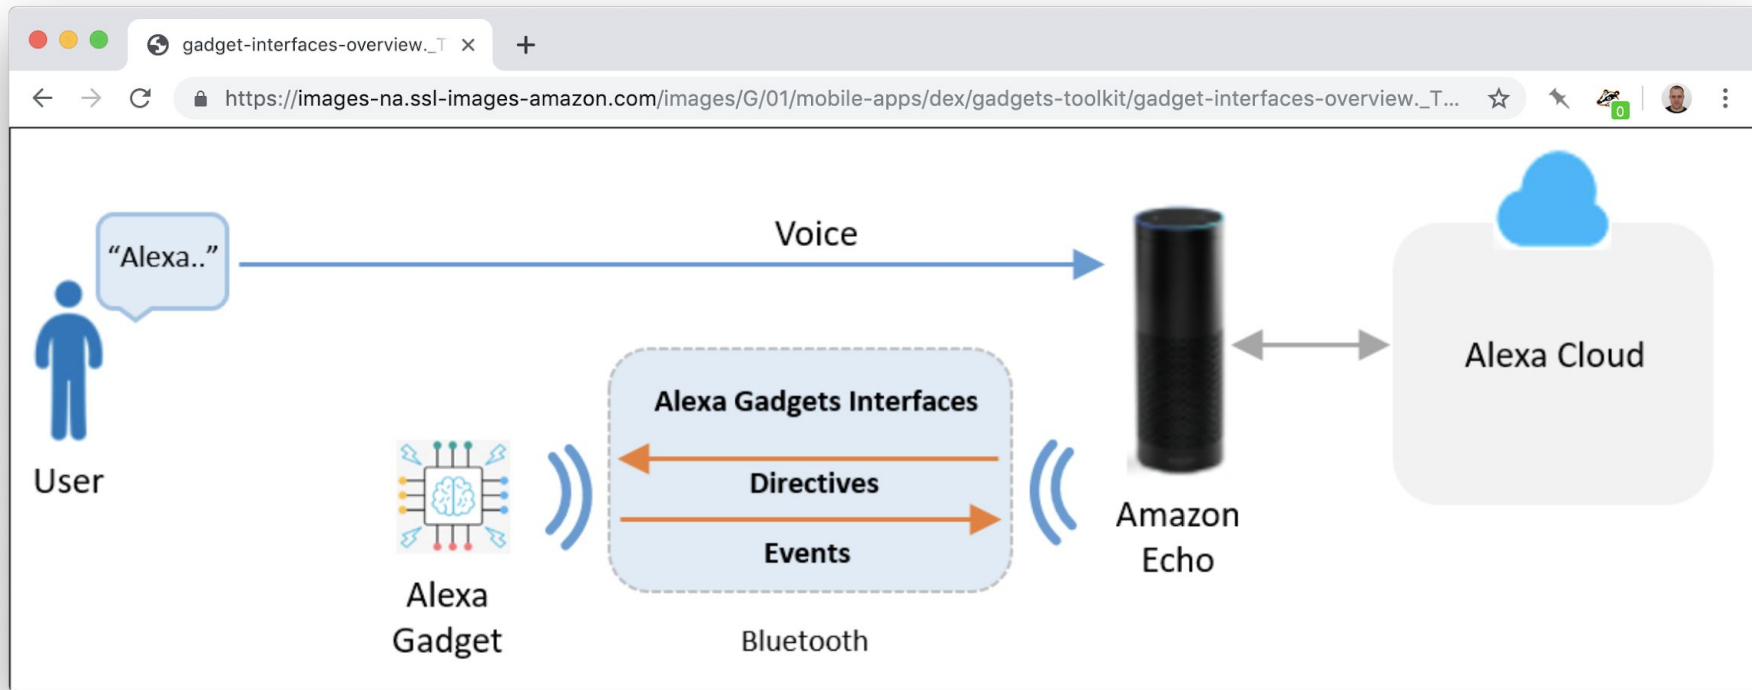 gadget-interfaces-overview._T
https://images-na.ssl-images-amazon.com/images/G/01/mobile-apps/dex/gadgets-toolkit/gadget-interfaces-overview._T...
0
“Alexa..”
Voice
User
Alexa Gadgets Interfaces
Directives
Events
Alexa
Gadget
Bluetooth
Amazon
Echo
Alexa Cloud